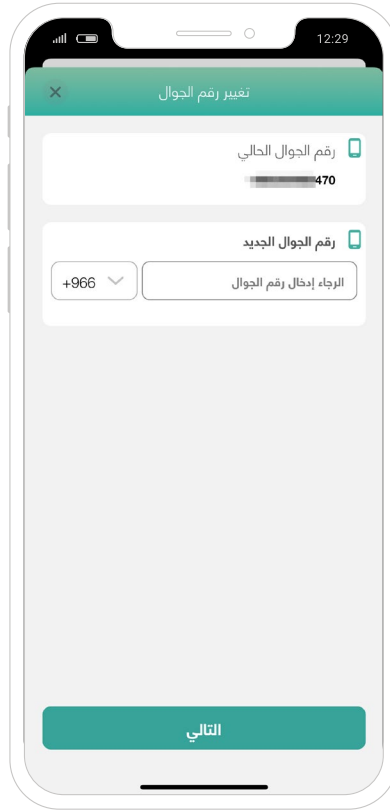 12:29
تغيير رقم الجوال
رقم الجوال الحالي
470
رقم الجوال الجديد
الرجاء إدخال رقم الجوال
+966
التالي